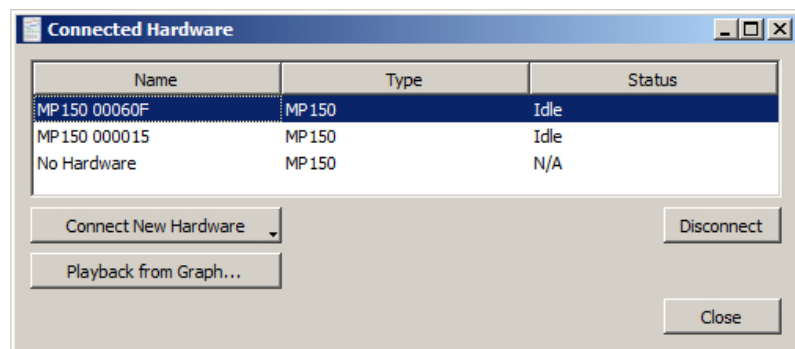 Connected Hardware
Name Type Status
MP150 00060F MP150 Idle
MP150 000015 MP150 Idle
No Hardware MP150 N/A
Connect New Hardware Disconnect
Playback from Graph...
Close